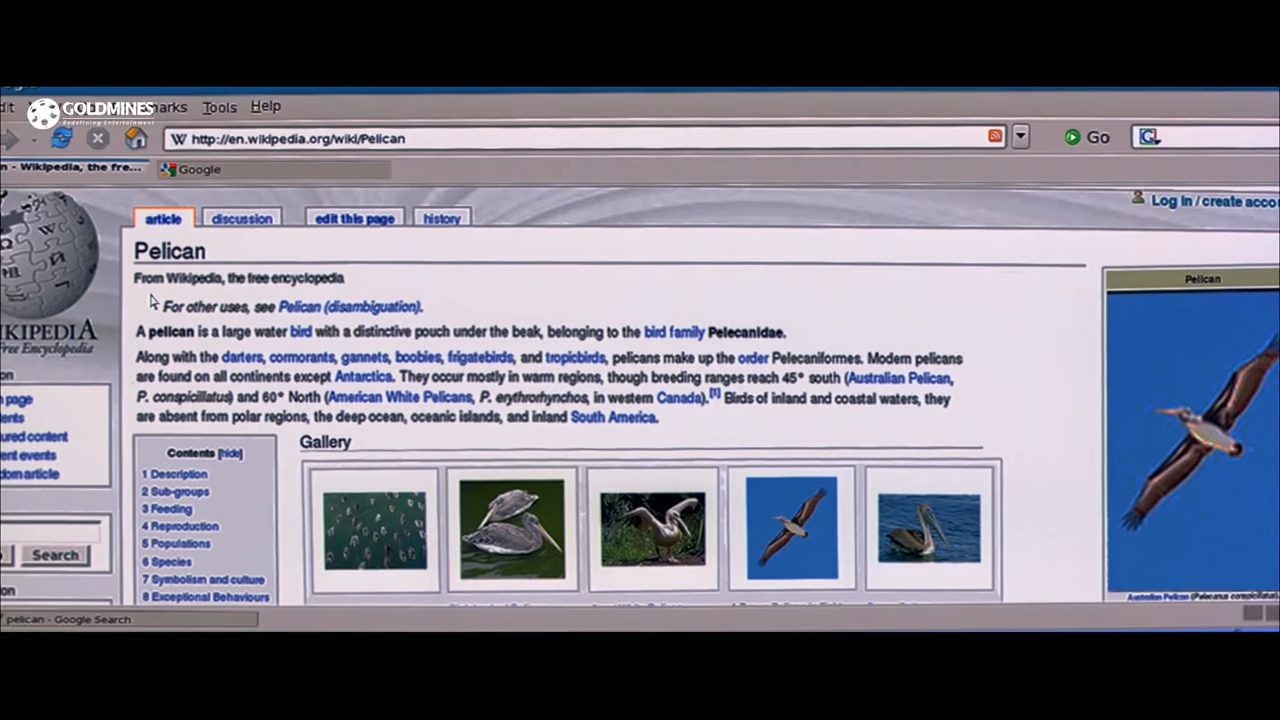 GOLDMINES
Redefining Entertainment
Tools Help
http://en.wikipedia.org/wiki/Pelican
Go
Wikipedia, the fre...
Google
Log in / create acco
article
discussion
edit this page
history
Pelican
From Wikipedia, the free encyclopedia
For other uses, see Pelican (disambiguation).
A pelican is a large water bird with a distinctive pouch under the beak, belonging to the bird family Pelecanidae.
Along with the darters, cormorants, gannets, boobies, frigatebirds, and tropicbirds, pelicans make up the order Pelecaniformes. Modern pelicans
are found on all continents except Antarctica. They occur mostly in warm regions, though breeding ranges reach 45° south (Australian Pelican,
P. conspicillatus) and 60° North (American White Pelicans, P. erythrorhynchos, in western Canada).[1] Birds of inland and coastal waters, they
are absent from polar regions, the deep ocean, oceanic islands, and inland South America.
Contents [hide]
1 Description
2 Sub-groups
3 Feeding
4 Reproduction
5 Populations
6 Species
7 Symbolism and culture
8 Exceptional Behaviours
Gallery
Pelican
Australian Pelican (Pelecanus conspicillatus)
IKIPEDIA
Free Encyclopedia
page
ents
ured content
ent events
dom article
Search
pelican - Google Search